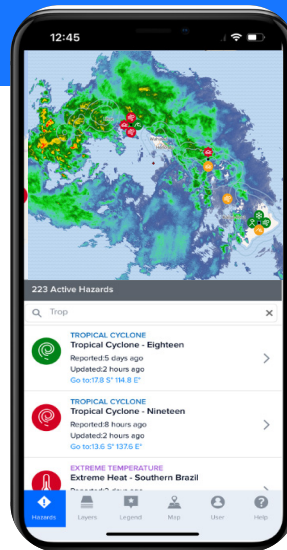 12:45
223 Active Hazards
Trop
TROPICAL CYCLONE
Tropical Cyclone - Eighteen
Reported:5 days ago
Updated:2 hours ago
Go to:17.8 S° 114.8 E°
TROPICAL CYCLONE
Tropical Cyclone - Nineteen
Reported:8 hours ago
Updated:2 hours ago
Go to:13.6 S° 137.6 E°
EXTREME TEMPERATURE
Extreme Heat - Southern Brazil
Hazards
Layers
Legend
Map
User
Help